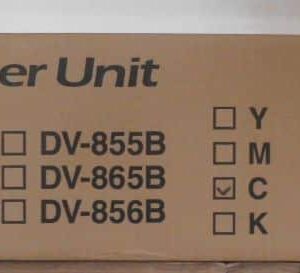 er Unit
☐ DV-855B
☐ DV-865B
☐ DV-856B
☐ Y
☐ M
☑ C
☐ K